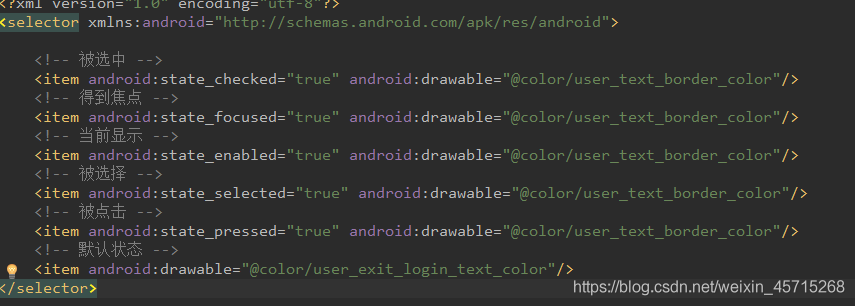 <?xml version="1.0" encoding="utf-8"?>
<selector xmlns:android="http://schemas.android.com/apk/res/android">
<!-- 被选中 -->
<item android:state_checked="true" android:drawable="@color/user_text_border_color"/>
<!-- 得到焦点 -->
<item android:state_focused="true" android:drawable="@color/user_text_border_color"/>
<!-- 当前显示 -->
<item android:state_enabled="true" android:drawable="@color/user_text_border_color"/>
<!-- 被选择 -->
<item android:state_selected="true" android:drawable="@color/user_text_border_color"/>
<!-- 被点击 -->
<item android:state_pressed="true" android:drawable="@color/user_text_border_color"/>
<!-- 默认状态 -->
<item android:drawable="@color/user_exit_login_text_color"/>
</selector>
https://blog.csdn.net/weixin_45715268